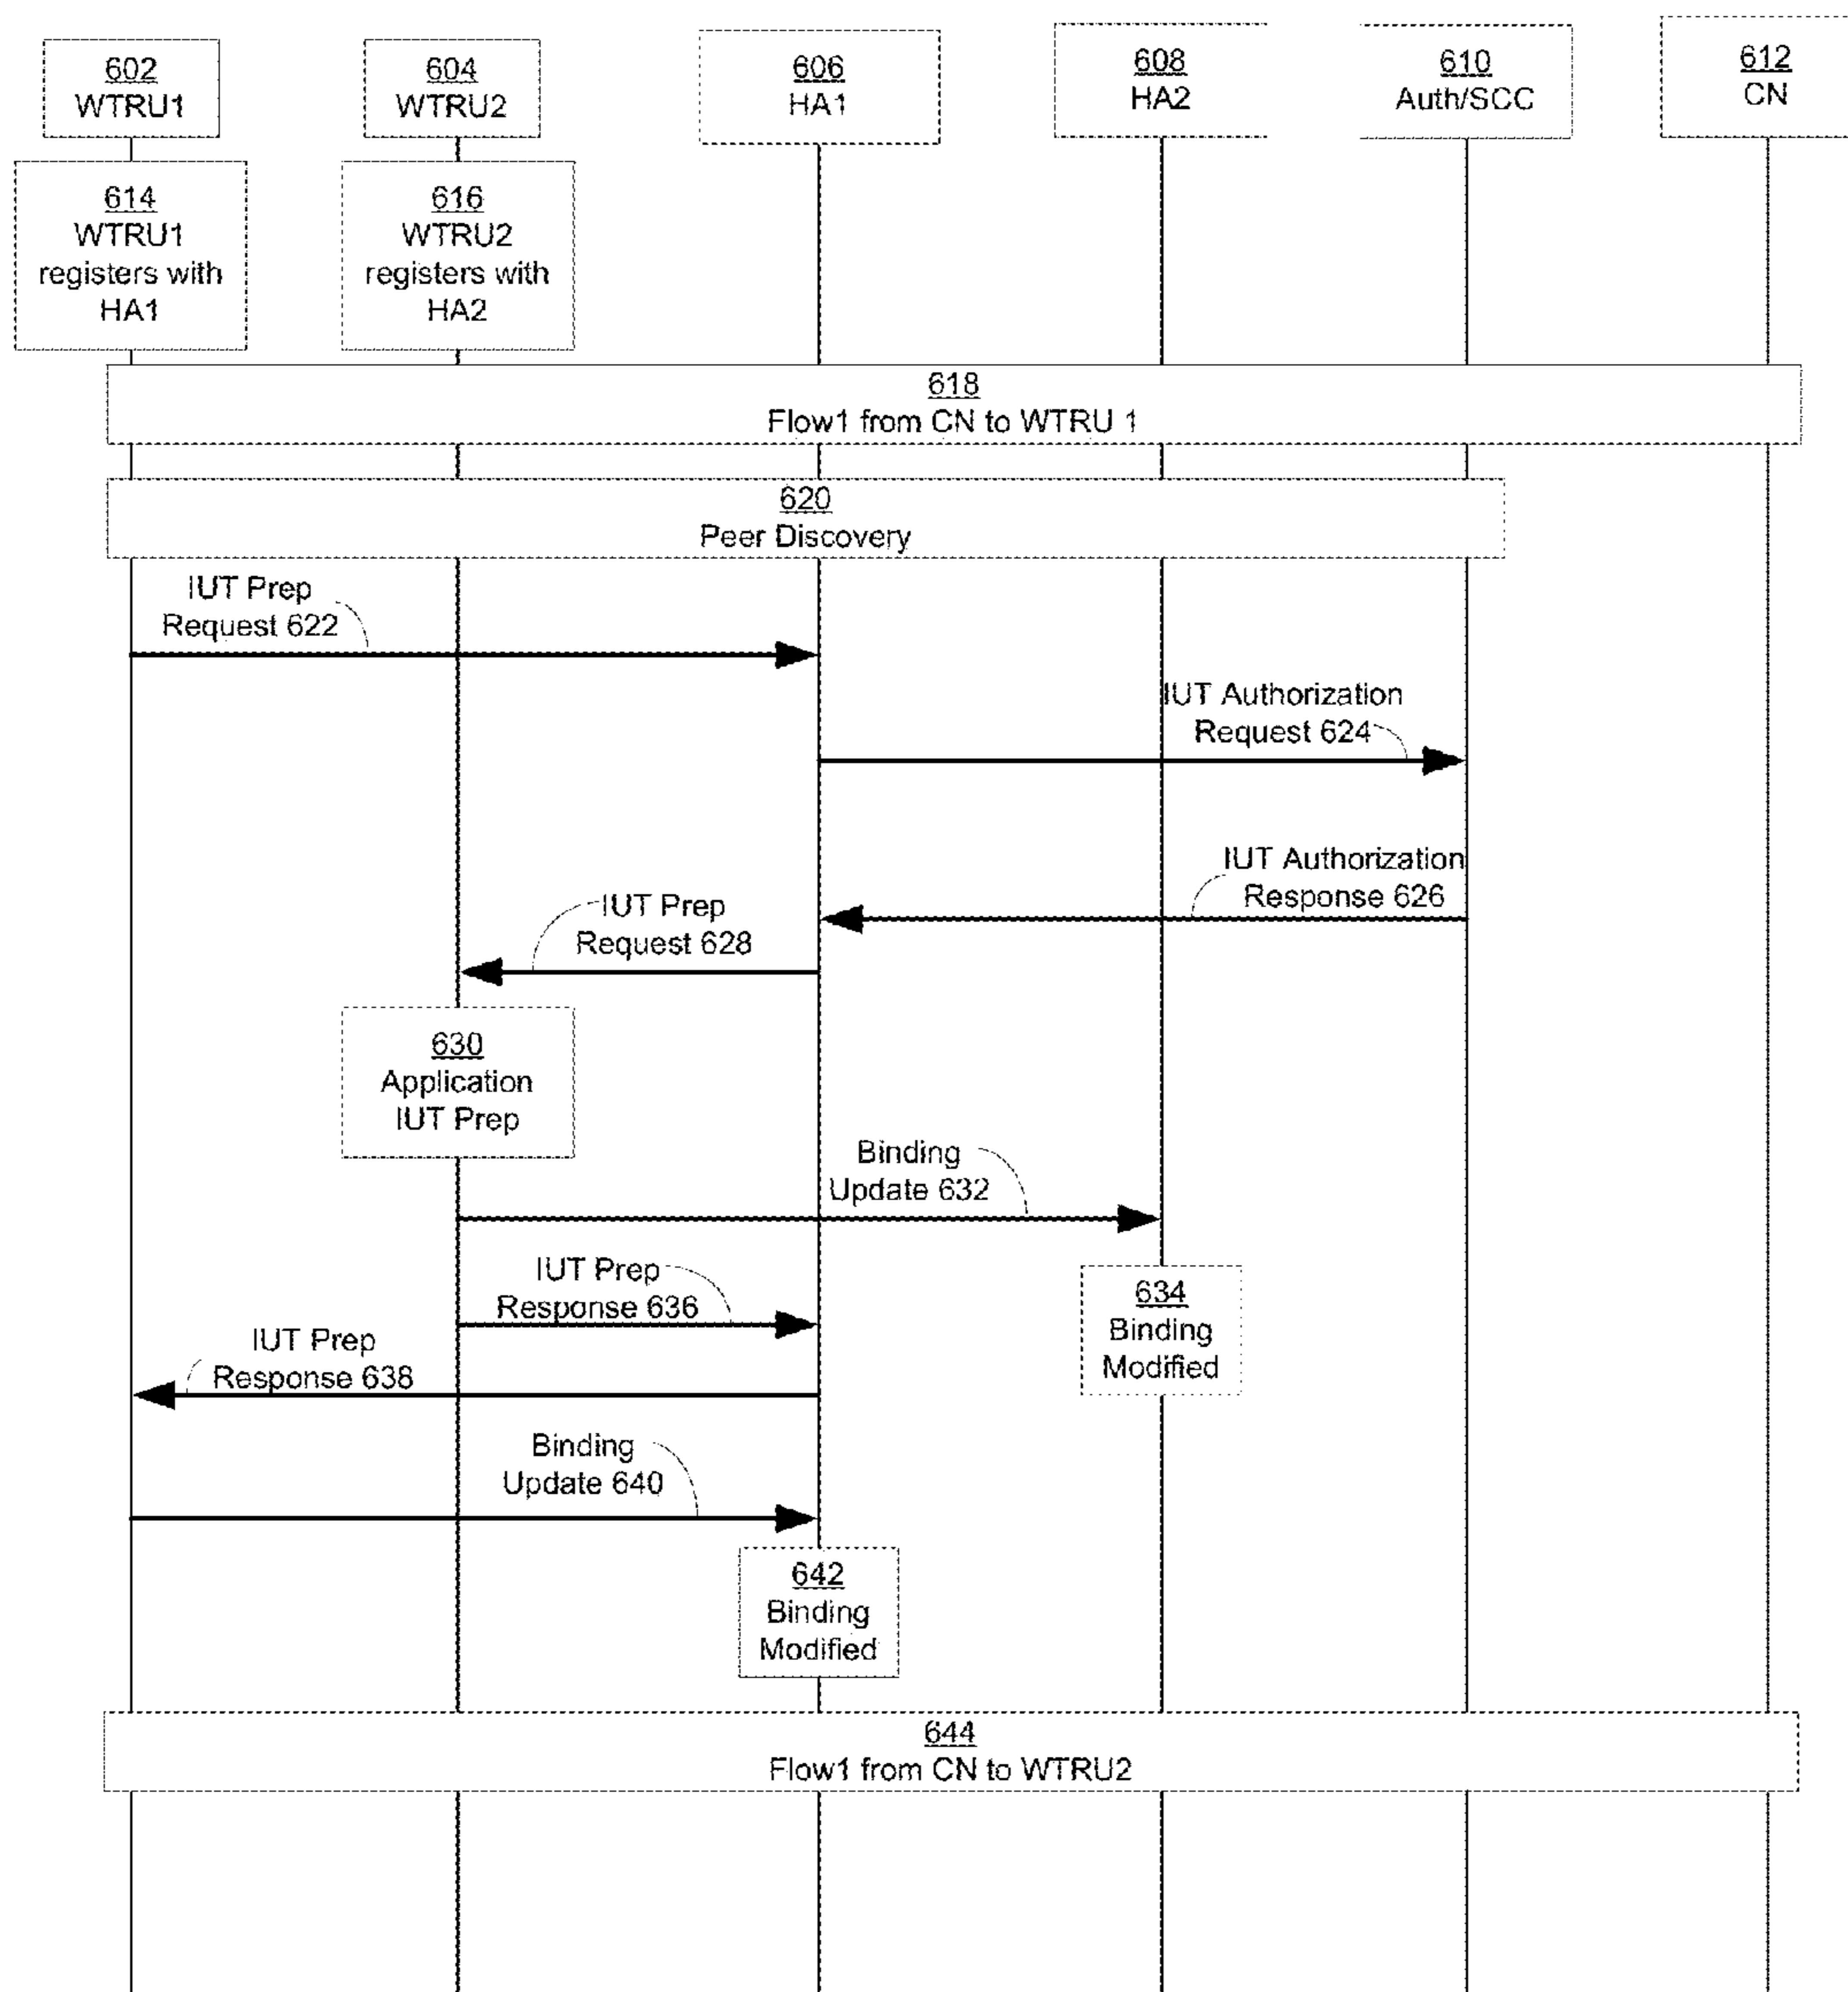 602
WTRU1
604
WTRU2
606
HA1
608
HA2
610
Auth/SCC
612
CN
614
WTRU1
registers with
HA1
616
WTRU2
registers with
HA2
618
Flow1 from CN to WTRU 1
620
Peer Discovery
IUT Prep
Request 622
IUT Authorization
Request 624
IUT Authorization
Response 626
IUT Prep
Request 628
630
Application
IUT Prep
Binding
Update 632
634
Binding
Modified
IUT Prep
Response 636
IUT Prep
Response 638
Binding
Update 640
642
Binding
Modified
644
Flow1 from CN to WTRU2